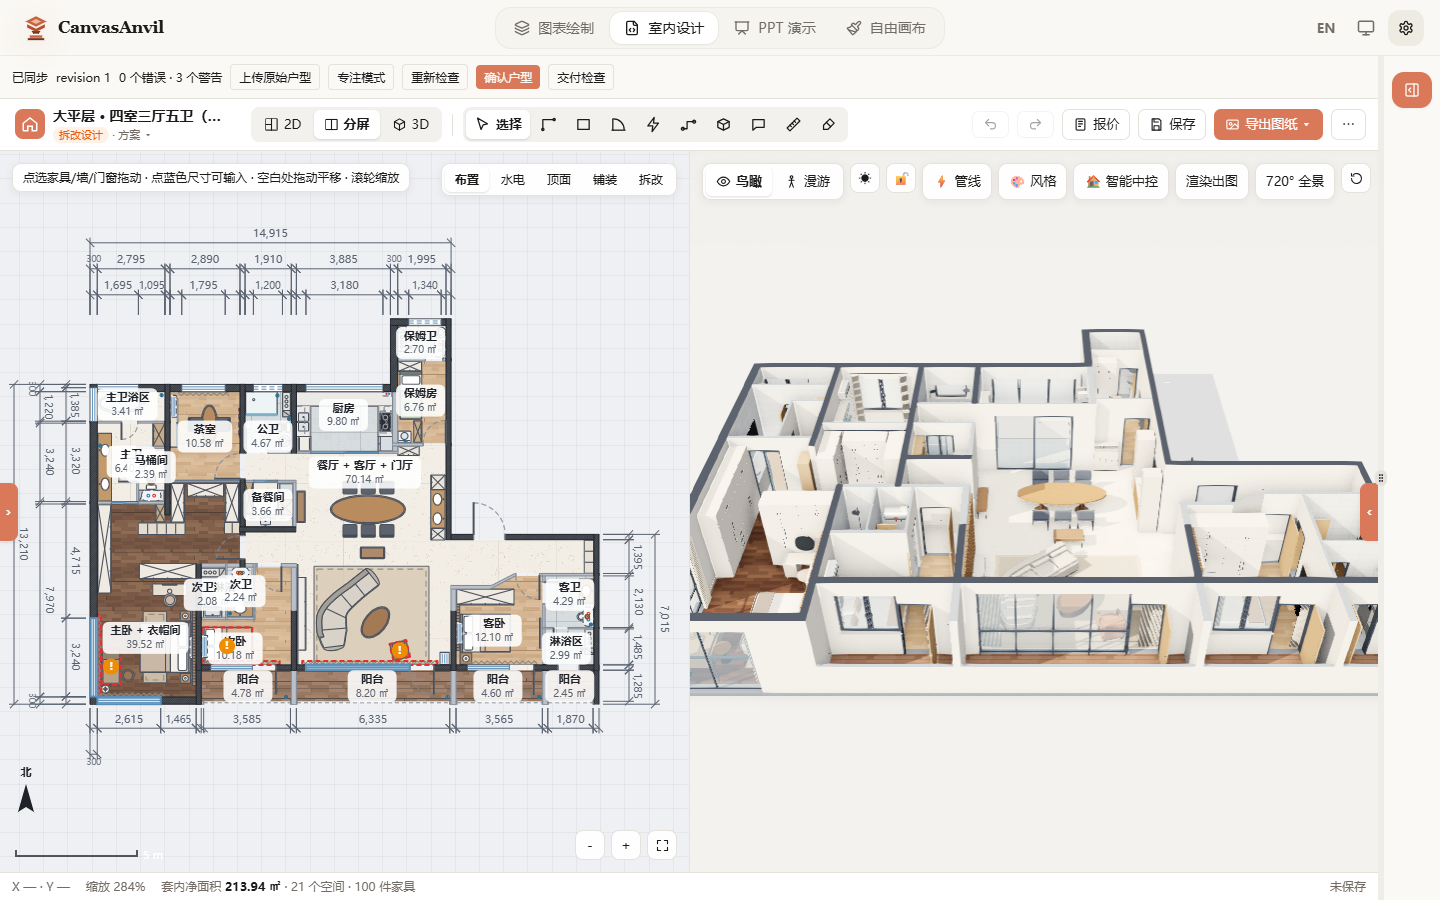 CanvasAnvil
图表绘制
室内设计
PPT 演示
自由画布
EN
已同步 revision 1 0 个错误 · 3 个警告
上传原始户型
专注模式
重新检查
确认户型
交付检查
大平层 • 四室三厅五卫（...
拆改设计 · 方案
2D
分屏
3D
选择
报价
保存
导出图纸
点选家具/墙/门窗拖动 · 点蓝色尺寸可输入 · 空白处拖动平移 · 滚轮缩放
布置
水电
顶面
铺装
拆改
鸟瞰
漫游
管线
风格
智能中控
渲染出图
720° 全景
14,915
300 2,795 2,890 1,910 3,885 300 1,995
1,695 1,095 1,795 1,200 3,180 1,340
保姆卫
2.70 ㎡
保姆房
6.76 ㎡
主卫浴区
3.41 ㎡
茶室
10.58 ㎡
公卫
4.67 ㎡
厨房
9.80 ㎡
马桶间
2.39 ㎡
餐厅 + 客厅 + 门厅
70.14 ㎡
备餐间
3.66 ㎡
次卫
2.24 ㎡
2.08
主卧 + 衣帽间
39.52 ㎡
10.18 ㎡
客卫
4.29 ㎡
客卧
12.10 ㎡
淋浴区
2.99 ㎡
阳台
4.78 ㎡
阳台
8.20 ㎡
阳台
4.60 ㎡
阳台
2.45 ㎡
300
1,220
1,385
3,240
3,320
13,210
4,715
7,970
3,240
300
1,395
2,130
7,015
1,485
1,285
2,615 1,465 3,585 6,335 3,565 1,870
300
北
5 m
-
+
X — · Y —
缩放 284%
套内净面积 213.94 ㎡ · 21 个空间 · 100 件家具
未保存